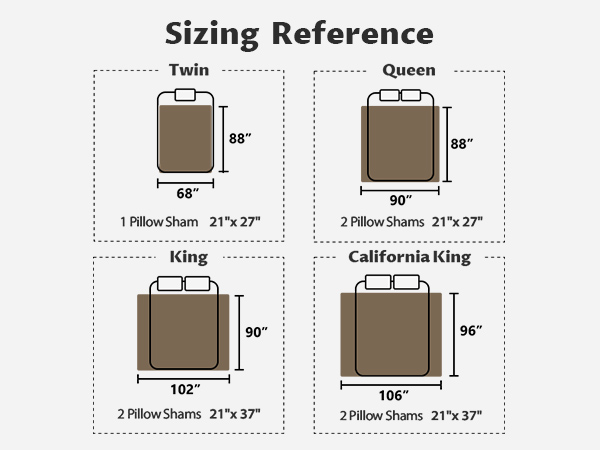 Sizing Reference
Twin
88”
68”
1 Pillow Sham 21"x 27"
Queen
88”
90”
2 Pillow Shams 21"x 27"
King
90”
102”
2 Pillow Shams 21"x 37"
California King
96”
106”
2 Pillow Shams 21"x 37"